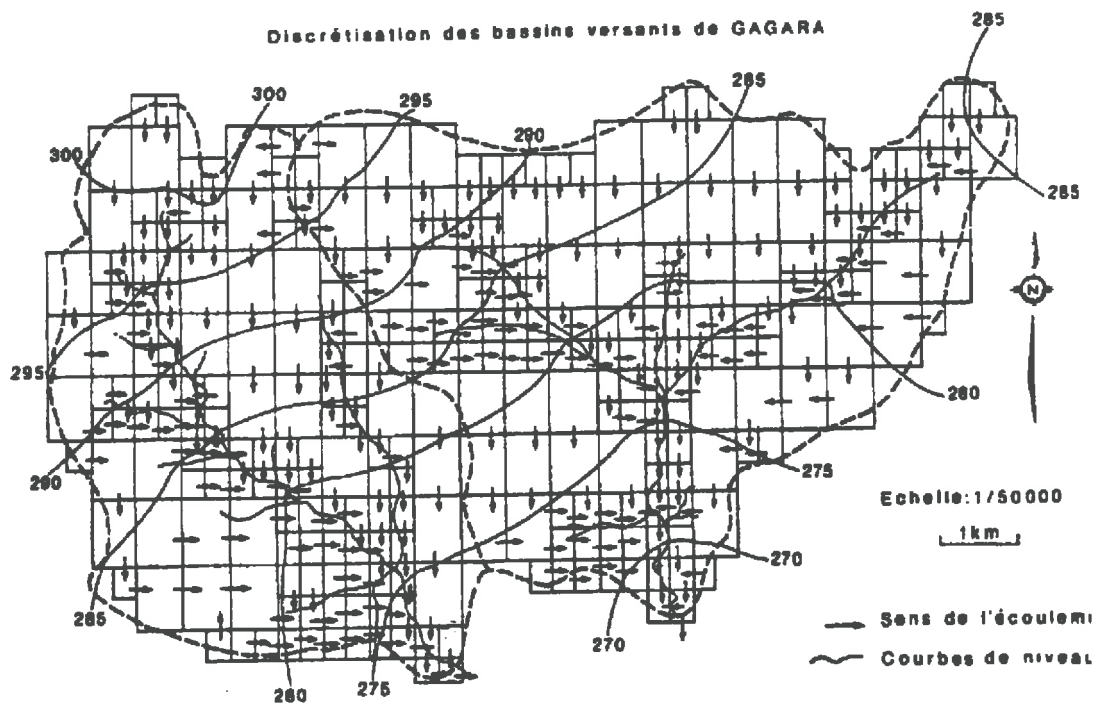 Discrétisation des bassins versants de GAGARA
285
300
295
285
290
300
285
N
295
280
290
275
Echelle:1/50000
1km
270
285
270
Sens de l'écoulem
Courbes de niveau
280
275